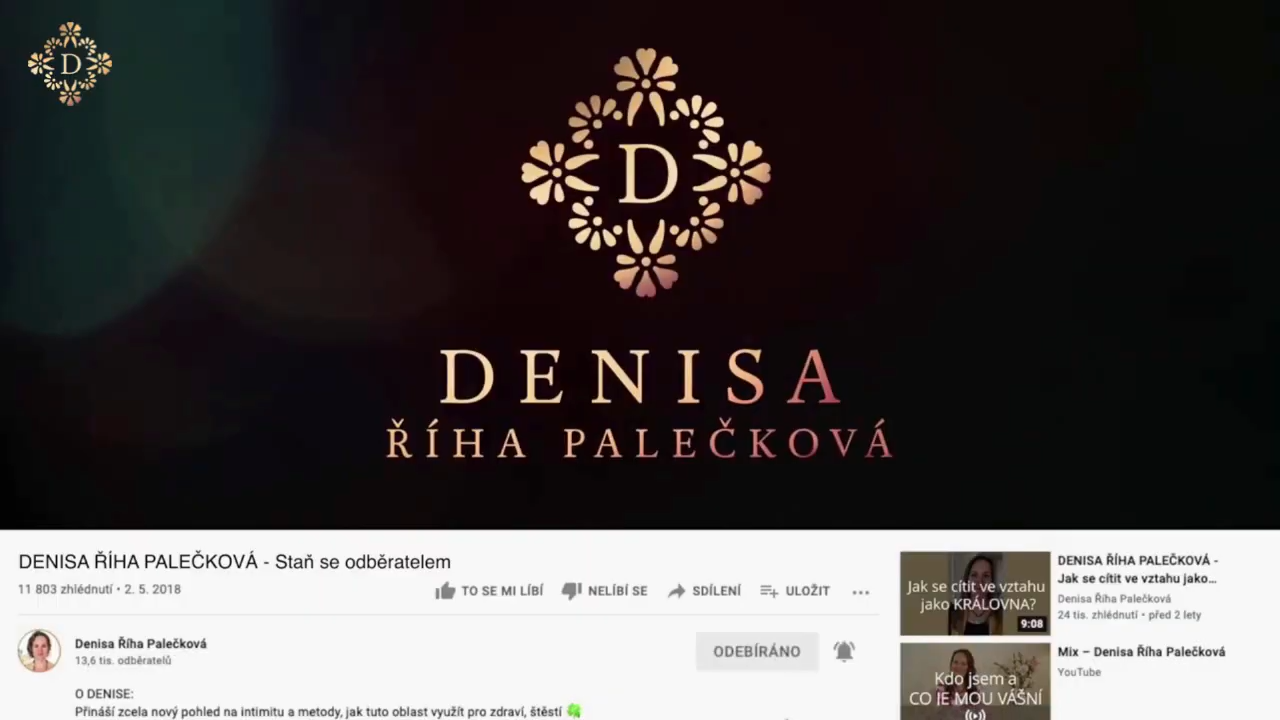 D
D
DENISA
ŘÍHA PALEČKOVÁ
DENISA ŘÍHA PALEČKOVÁ - Staň se odběratelem
11 803 zhlédnutí • 2. 5. 2018
TO SE MI LÍBÍ
NELÍBÍ SE
SDÍLENÍ
ULOŽIT
Denisa Říha Palečková
13,6 tis. odběratelů
ODEBÍRÁNO
O DENISE:
Přináší zcela nový pohled na intimitu a metody, jak tuto oblast využít pro zdraví, štěstí
Jak se cítit ve vztahu
jako KRÁLOVNA?
9:08
DENISA ŘÍHA PALEČKOVÁ -
Jak se cítit ve vztahu jako...
Denisa Říha Palečková
24 tis. zhlédnutí • před 2 lety
Kdo jsem a
CO JE MOU VÁŠNÍ
Mix – Denisa Říha Palečková
YouTube